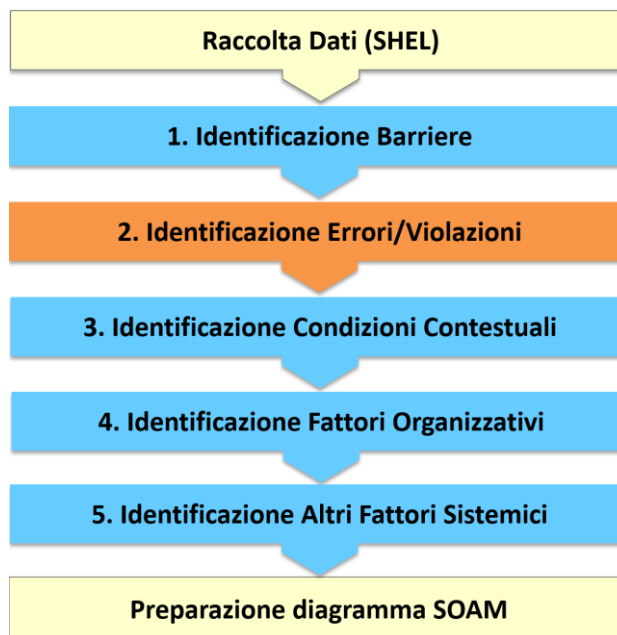 Raccolta Dati (SHEL)
1. Identificazione Barriere
2. Identificazione Errori/Violazioni
3. Identificazione Condizioni Contestuali
4. Identificazione Fattori Organizzativi
5. Identificazione Altri Fattori Sistemici
Preparazione diagramma SOAM